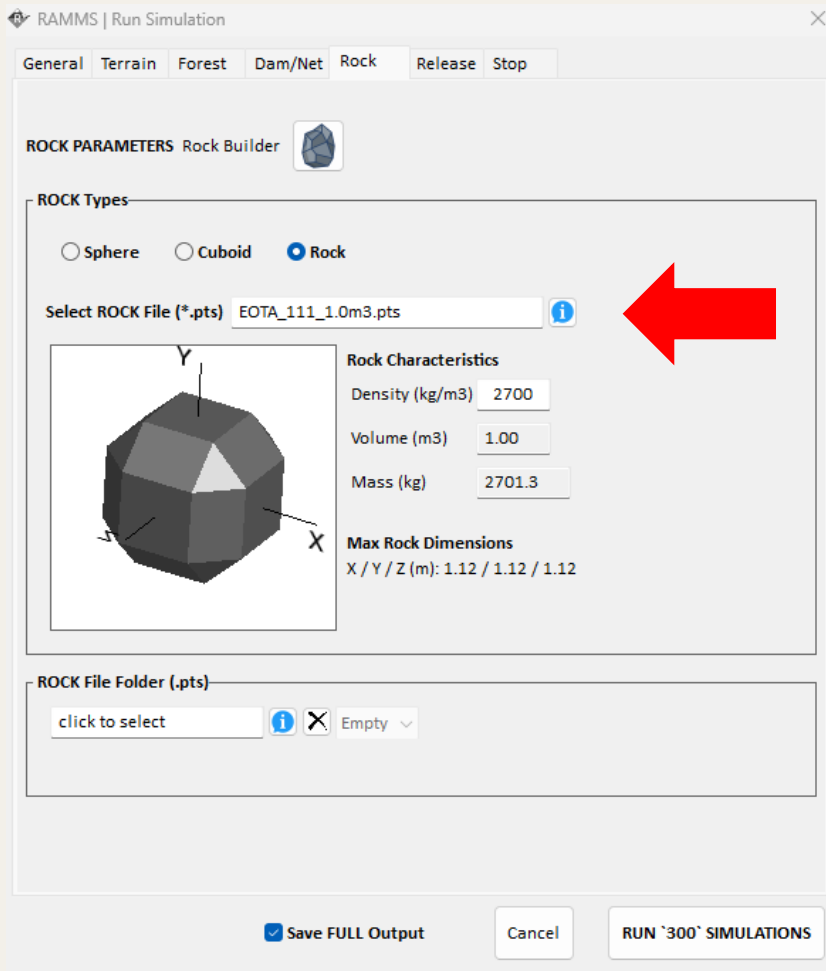 RAMMS | Run Simulation
General Terrain Forest Dam/Net Rock Release Stop
ROCK PARAMETERS Rock Builder
ROCK Types
Sphere Cuboid Rock
Select ROCK File (*.pts) EOTA_111_1.0m3.pts
Y
Z
X
Rock Characteristics
Density (kg/m3) 2700
Volume (m3) 1.00
Mass (kg) 2701.3
Max Rock Dimensions
X / Y / Z (m): 1.12 / 1.12 / 1.12
ROCK File Folder (.pts)
click to select Empty
Save FULL Output Cancel RUN `300` SIMULATIONS